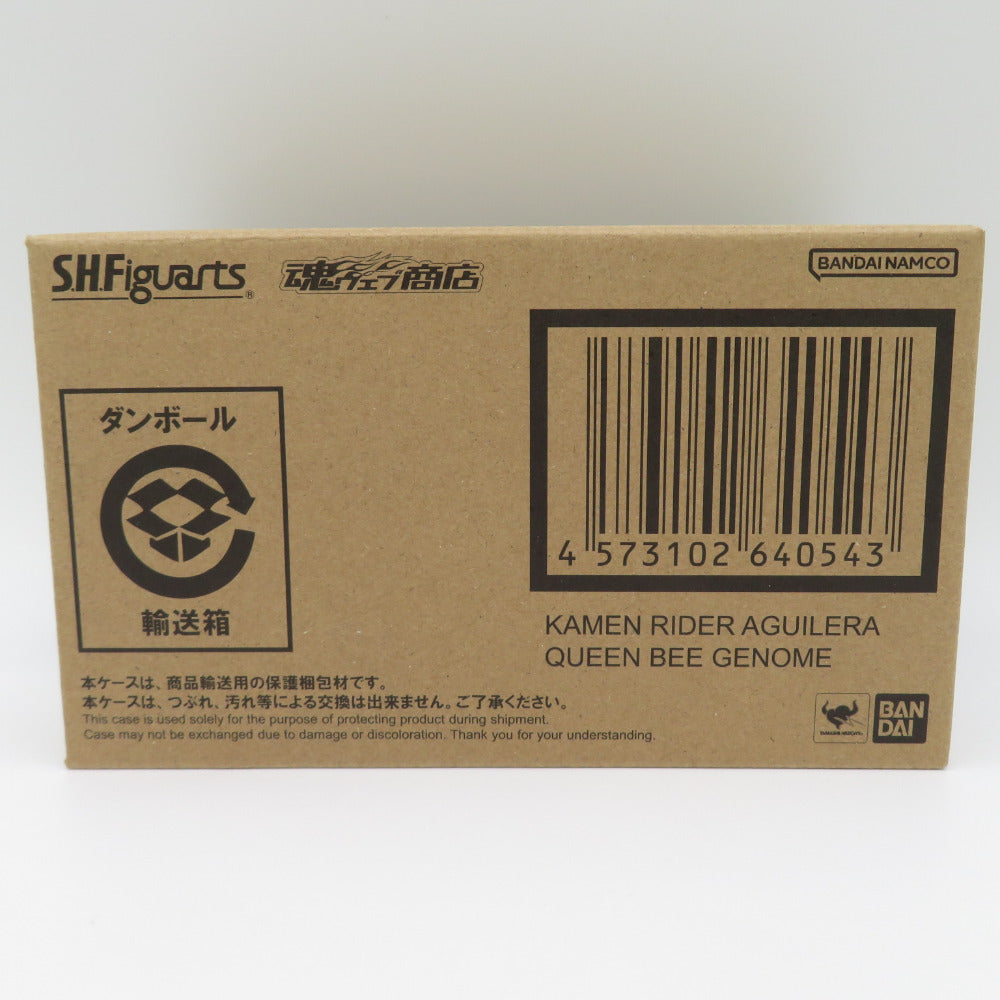 S.H.Figuarts®
魂ウェブ商店
BANDAI NAMCO
ダンボール
輸送箱
4 573102 640543
KAMEN RIDER AGUILERA
QUEEN BEE GENOME
本ケースは、商品輸送用の保護梱包材です。
本ケースは、つぶれ、汚れ等による交換は出来ません。ご了承ください。
This case is used solely for the purpose of protecting product during shipment.
Case may not be exchanged due to damage or discoloration. Thank you for your understanding.
TAMASHII NATIONS
BAN
DAI